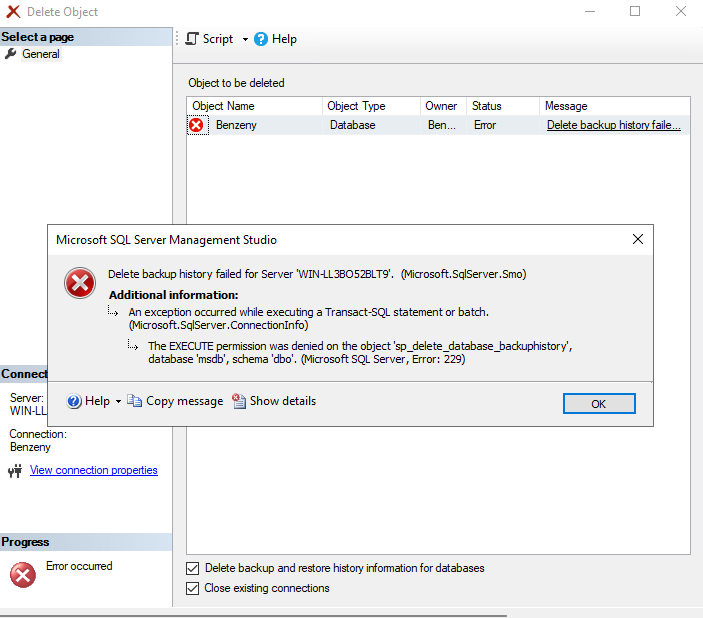 Delete Object
Select a page
General
Script
Help
Object to be deleted
Object Name Object Type Owner Status Message
Benzeny Database Ben... Error Delete backup history faile...
Microsoft SQL Server Management Studio
Delete backup history failed for Server 'WIN-LL3BO52BLT9'. (Microsoft.SqlServer.Smo)
Additional information:
An exception occurred while executing a Transact-SQL statement or batch.
(Microsoft.SqlServer.ConnectionInfo)
The EXECUTE permission was denied on the object 'sp_delete_database_backuphistory',
database 'msdb', schema 'dbo'. (Microsoft SQL Server, Error: 229)
Help
Copy message
Show details
OK
Connect
Server:
WIN-LL
Connection:
Benzeny
View connection properties
Progress
Error occurred
Delete backup and restore history information for databases
Close existing connections